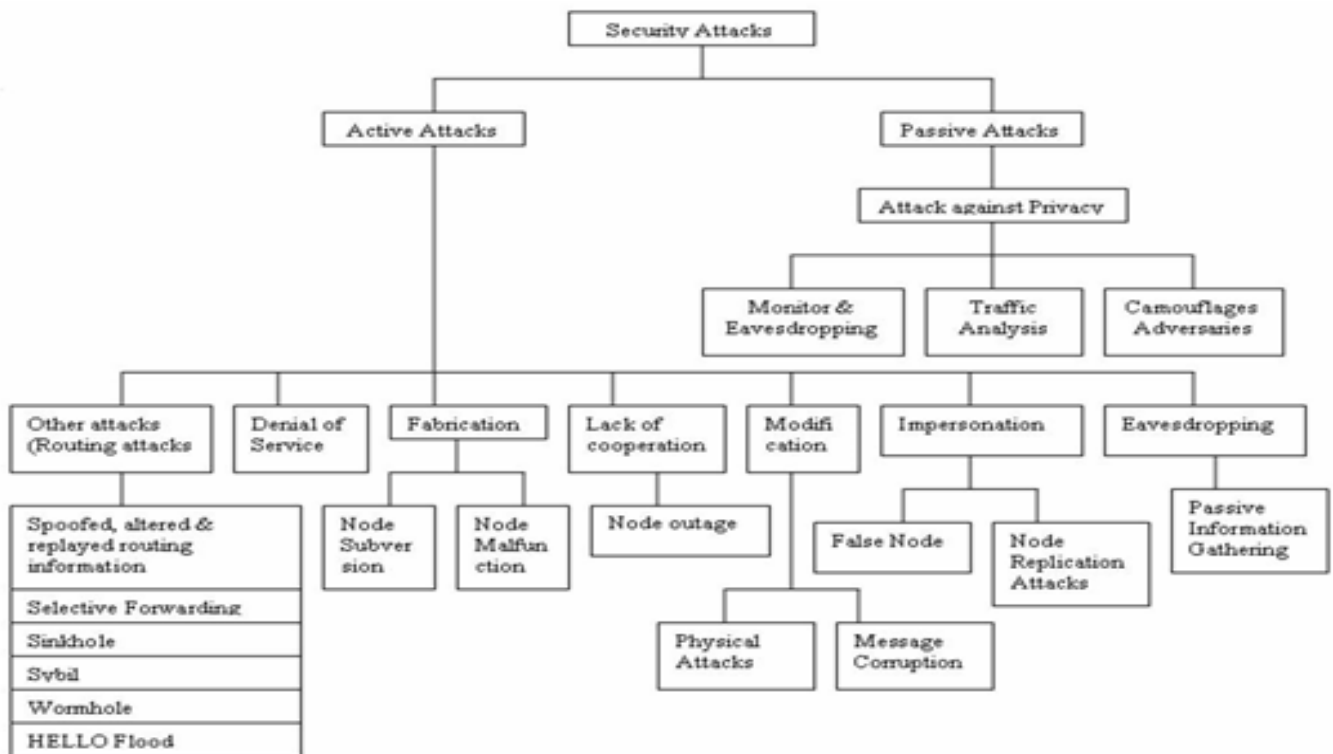 Security Attacks
Active Attacks
Passive Attacks
Attack against Privacy
Monitor &
Eavesdropping
Traffic
Analysis
Camouflages
Adversaries
Other attacks
(Routing attacks
Denial of
Service
Fabrication
Lack of
cooperation
Modifi
cation
Impersonation
Eavesdropping
Spoofed, altered &
replayed routing
information
Selective Forwarding
Sinkhole
Sybil
Wormhole
HELLO Flood
Node
Subver
sion
Node
Malfun
ction
Node outage
Physical
Attacks
Message
Corruption
False Node
Node
Replication
Attacks
Passive
Information
Gathering